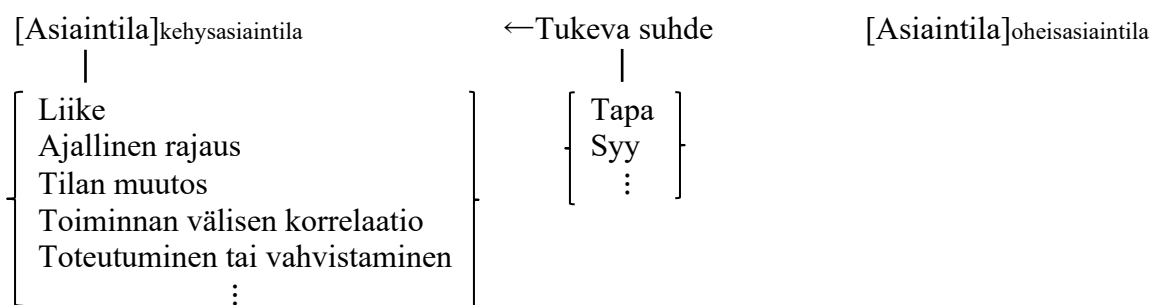 [Asiaintila]kehysasiaintila ←Tukeva suhde [Asiaintila]oheisasiaintila
Liike Tapa
Ajallinen rajaus Syy
Tilan muutos ⋮
Toiminnan välisen korrelaatio
Toteutuminen tai vahvistaminen
⋮